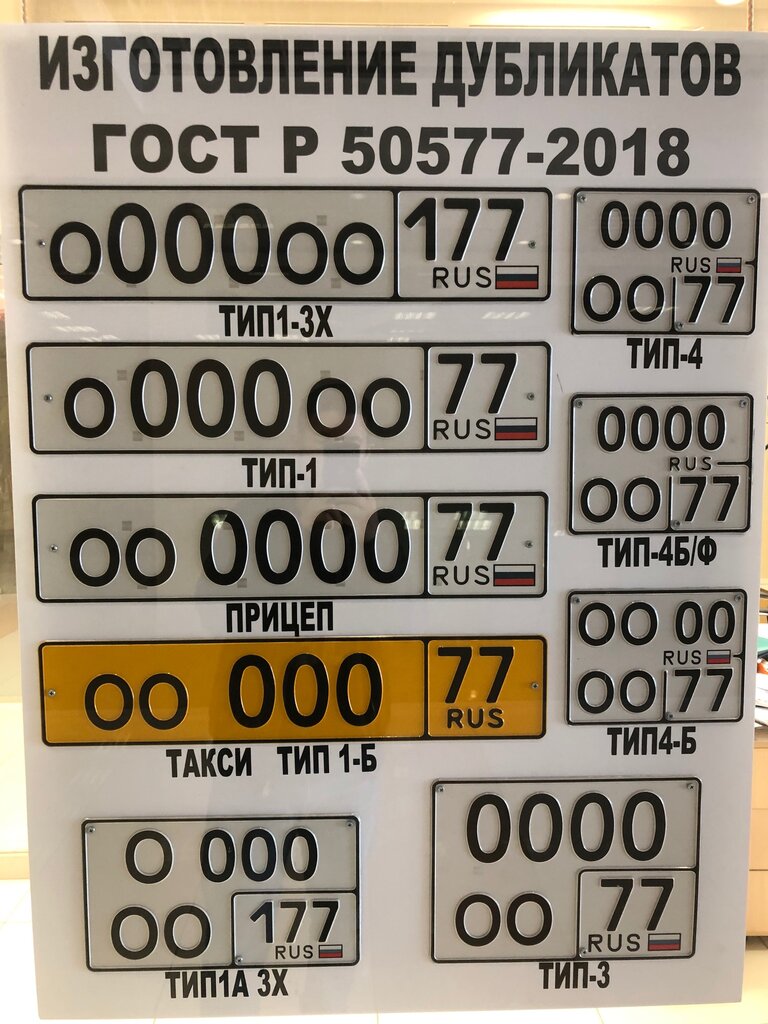 ИЗГОТОВЛЕНИЕ ДУБЛИКАТОВ
ГОСТ Р 50577-2018
о000оо 177
RUS
ТИП1-3Х
о 000 оо 77
RUS
ТИП-1
оо 0000 77
RUS
ПРИЦЕП
оо 000 77
RUS
ТАКСИ ТИП 1-Б
О 000
ОО 177
RUS
ТИП1А 3Х
0000
RUS
ОО 77
ТИП-4
0000
RUS
ОО 77
ТИП-4Б/Ф
ОО 00
RUS
ОО 77
ТИП4-Б
0000
ОО 77
RUS
ТИП-3